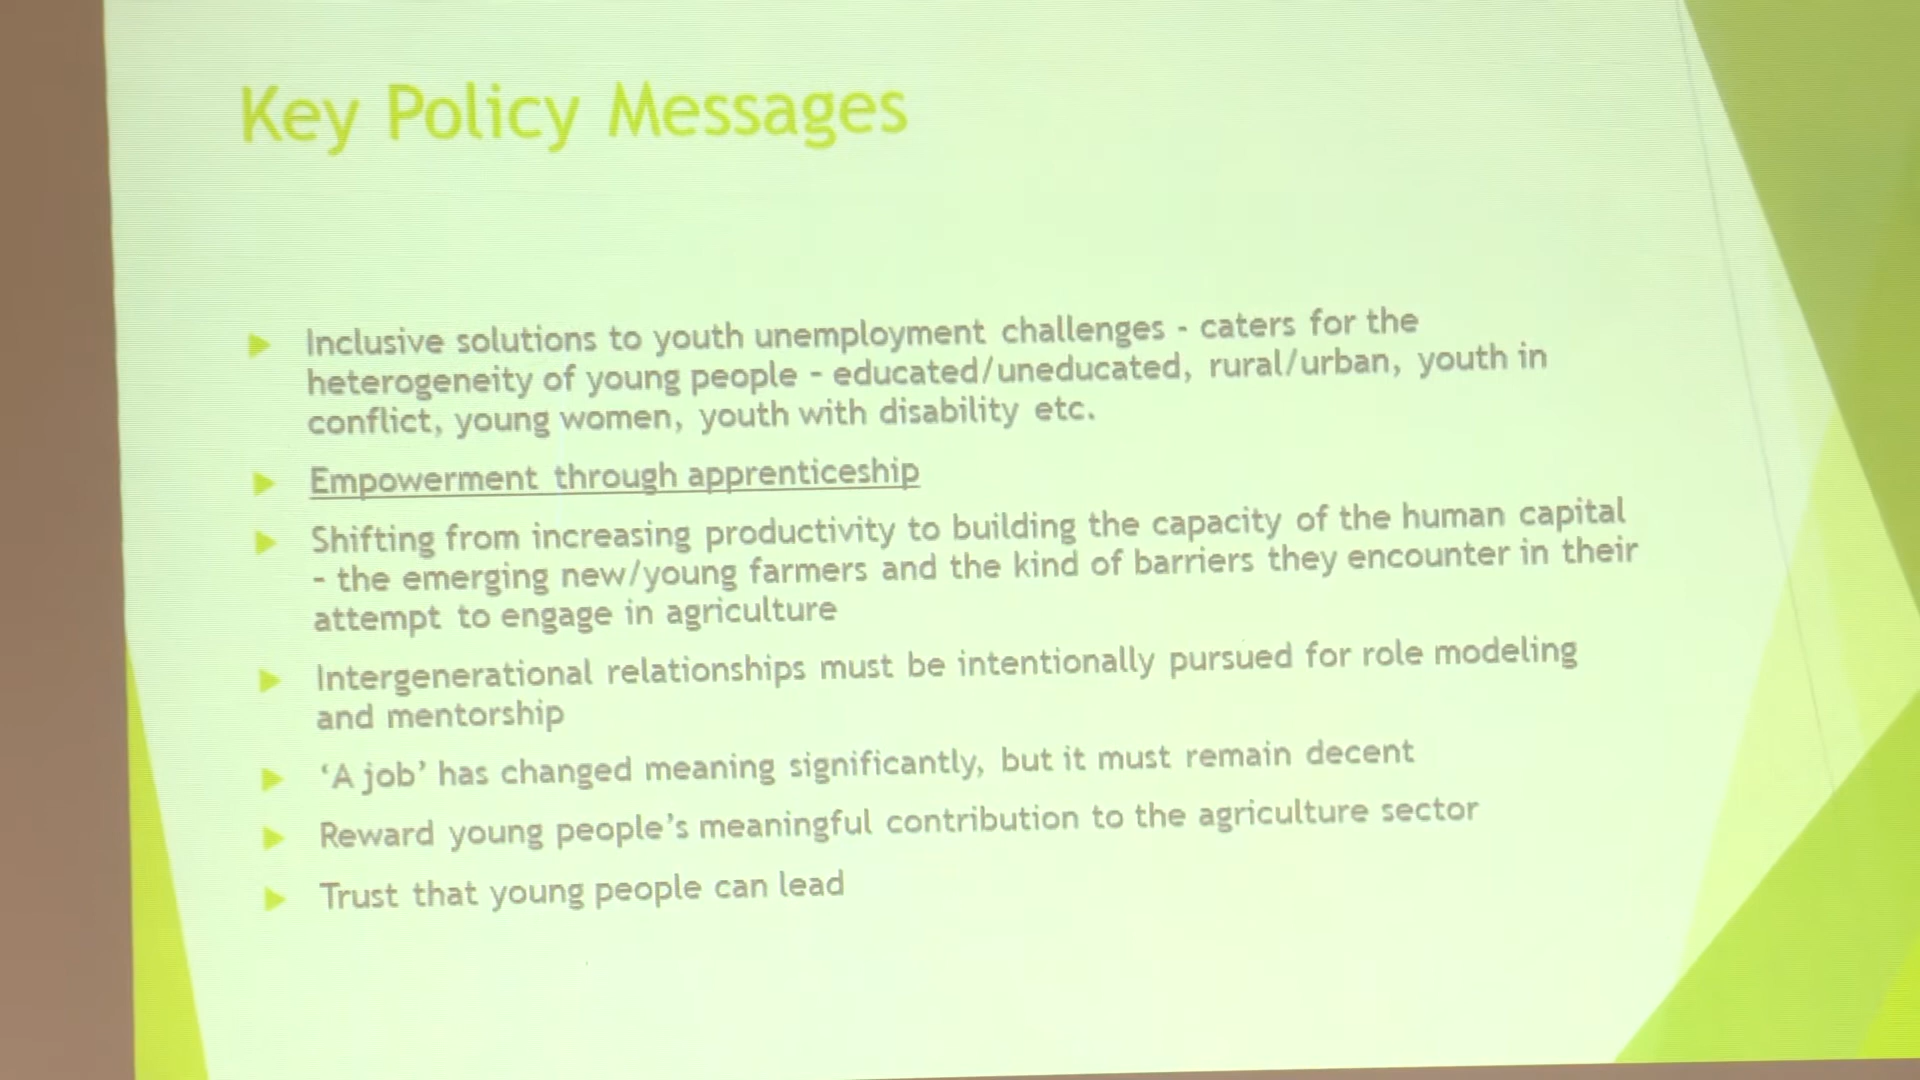 Key Policy Messages
Inclusive solutions to youth unemployment challenges - caters for the
heterogeneity of young people - educated/uneducated, rural/urban, youth in
conflict, young women, youth with disability etc.
Empowerment through apprenticeship
Shifting from increasing productivity to building the capacity of the human capital
- the emerging new/young farmers and the kind of barriers they encounter in their
attempt to engage in agriculture
Intergenerational relationships must be intentionally pursued for role modeling
and mentorship
‘A job’ has changed meaning significantly, but it must remain decent
Reward young people’s meaningful contribution to the agriculture sector
Trust that young people can lead